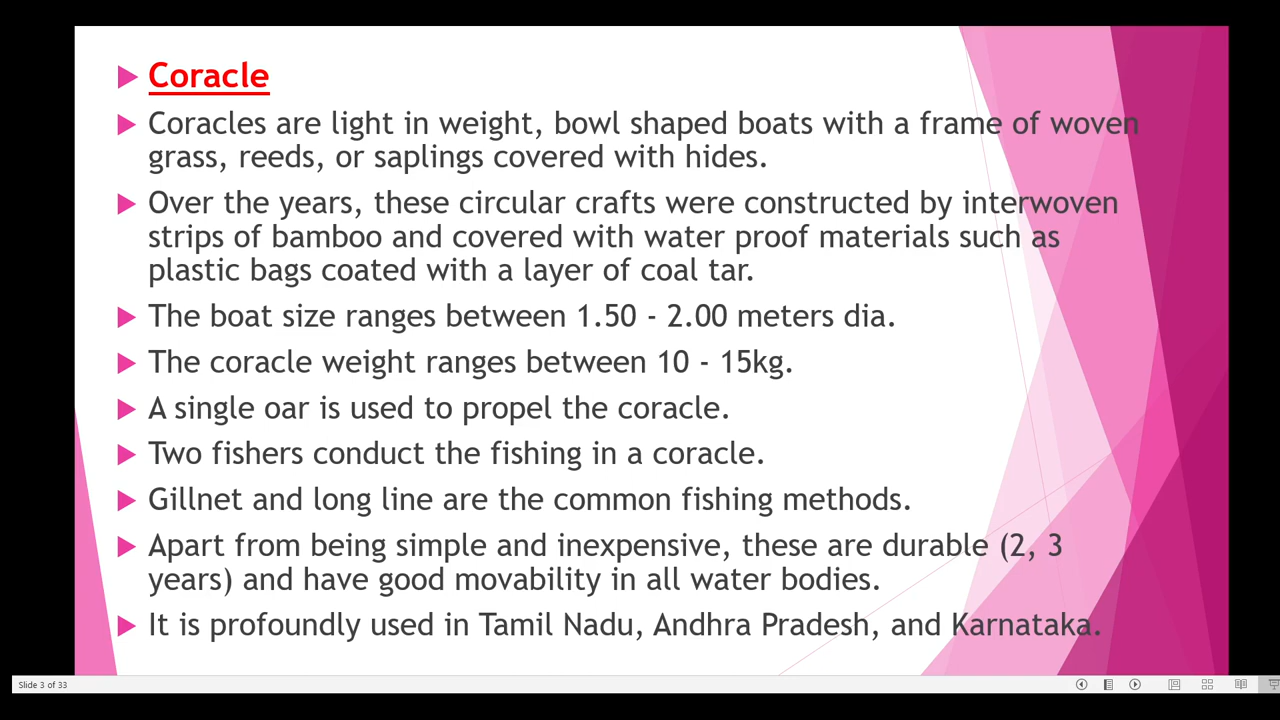 Coracle
Coracles are light in weight, bowl shaped boats with a frame of woven
grass, reeds, or saplings covered with hides.
Over the years, these circular crafts were constructed by interwoven
strips of bamboo and covered with water proof materials such as
plastic bags coated with a layer of coal tar.
The boat size ranges between 1.50 - 2.00 meters dia.
The coracle weight ranges between 10 - 15kg.
A single oar is used to propel the coracle.
Two fishers conduct the fishing in a coracle.
Gillnet and long line are the common fishing methods.
Apart from being simple and inexpensive, these are durable (2, 3
years) and have good movability in all water bodies.
It is profoundly used in Tamil Nadu, Andhra Pradesh, and Karnataka.
Slide 3 of 33